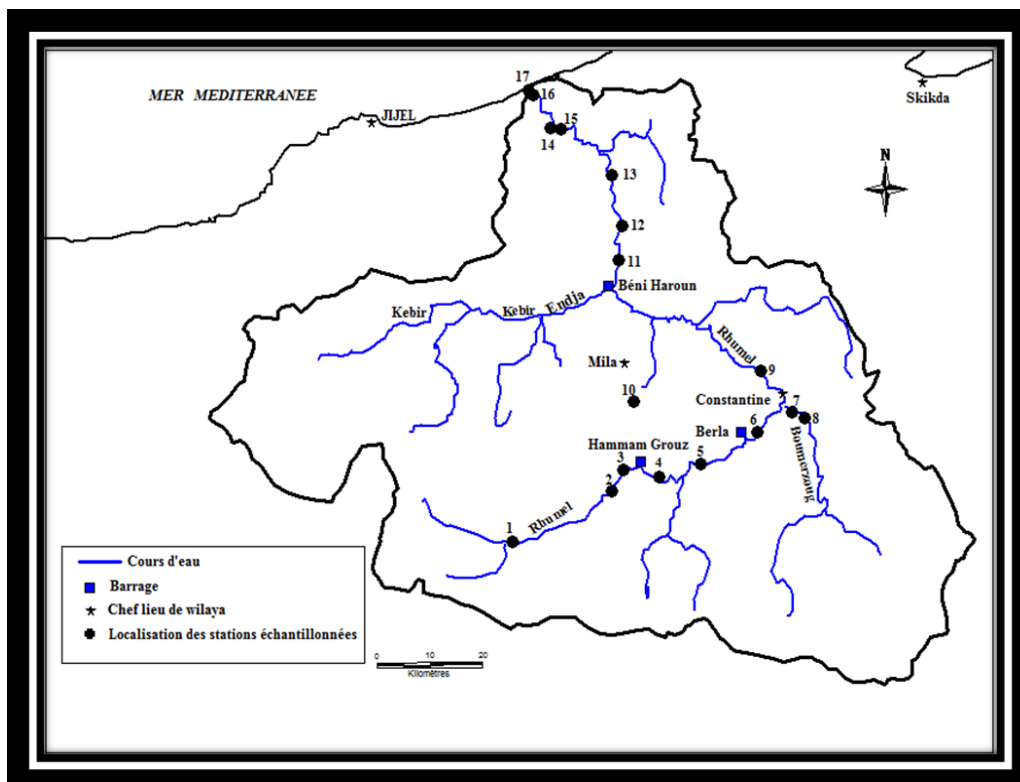 17
16
MER MEDITERRANEE
Skikda
JIJEL
15
14
N
13
12
11
Béni Haroun
Endja
Kebir
Kebir
Rhumel
Mila
9
10
Constantine
7
6
8
Berla
Boumerzoug
Hammam Grouz
3
5
4
2
Rhumel
1
Cours d'eau
Barrage
Chef lieu de wilaya
Localisation des stations échantillonnées
0 10 20
Kilomètres